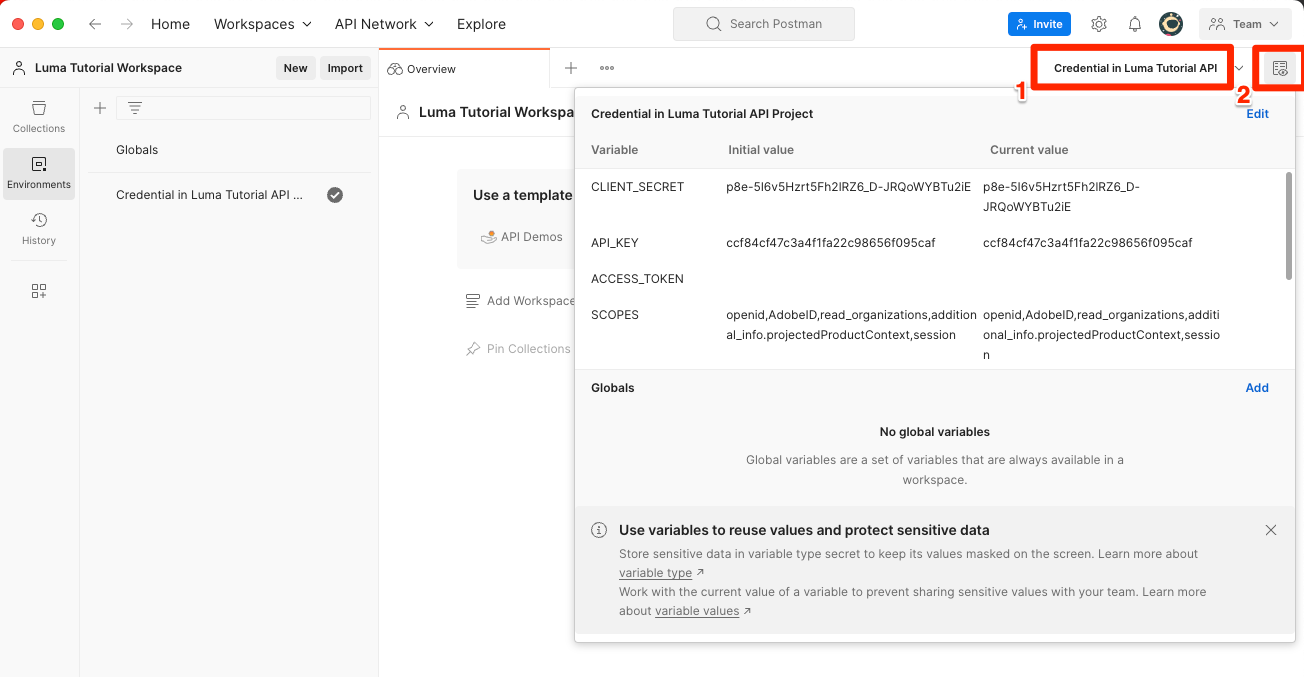 Home
Workspaces
API Network
Explore
Search Postman
Invite
Team
Luma Tutorial Workspace
New
Import
Overview
Credential in Luma Tutorial API
1
2
Collections
Environments
History
Globals
Credential in Luma Tutorial API ...
Luma Tutorial Workspa
Use a template
API Demos
Add Workspace
Pin Collections
Credential in Luma Tutorial API Project
Edit
Variable Initial value Current value
CLIENT_SECRET p8e-5l6v5Hzrt5Fh2lRZ6_D-JRQoWYBTu2iE p8e-5l6v5Hzrt5Fh2lRZ6_D-
JRQoWYBTu2iE
API_KEY ccf84cf47c3a4f1fa22c98656f095caf ccf84cf47c3a4f1fa22c98656f095caf
ACCESS_TOKEN
SCOPES openid,AdobeID,read_organizations,addition openid,AdobeID,read_organizations,additi
al_info.projectedProductContext,session onal_info.projectedProductContext,sessio
n
Globals
Add
No global variables
Global variables are a set of variables that are always available in a
workspace.
Use variables to reuse values and protect sensitive data
Store sensitive data in variable type secret to keep its values masked on the screen. Learn more about
variable type ↗
Work with the current value of a variable to prevent sharing sensitive values with your team. Learn more
about variable values ↗